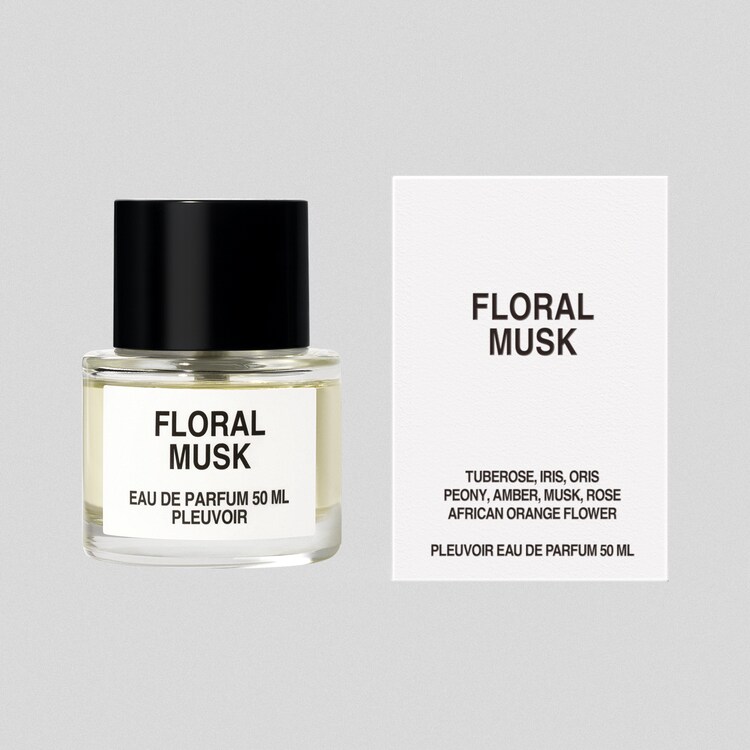 FLORAL
MUSK
EAU DE PARFUM 50 ML
PLEUVOIR
FLORAL
MUSK
TUBEROSE, IRIS, ORIS
PEONY, AMBER, MUSK, ROSE
AFRICAN ORANGE FLOWER
PLEUVOIR EAU DE PARFUM 50 ML